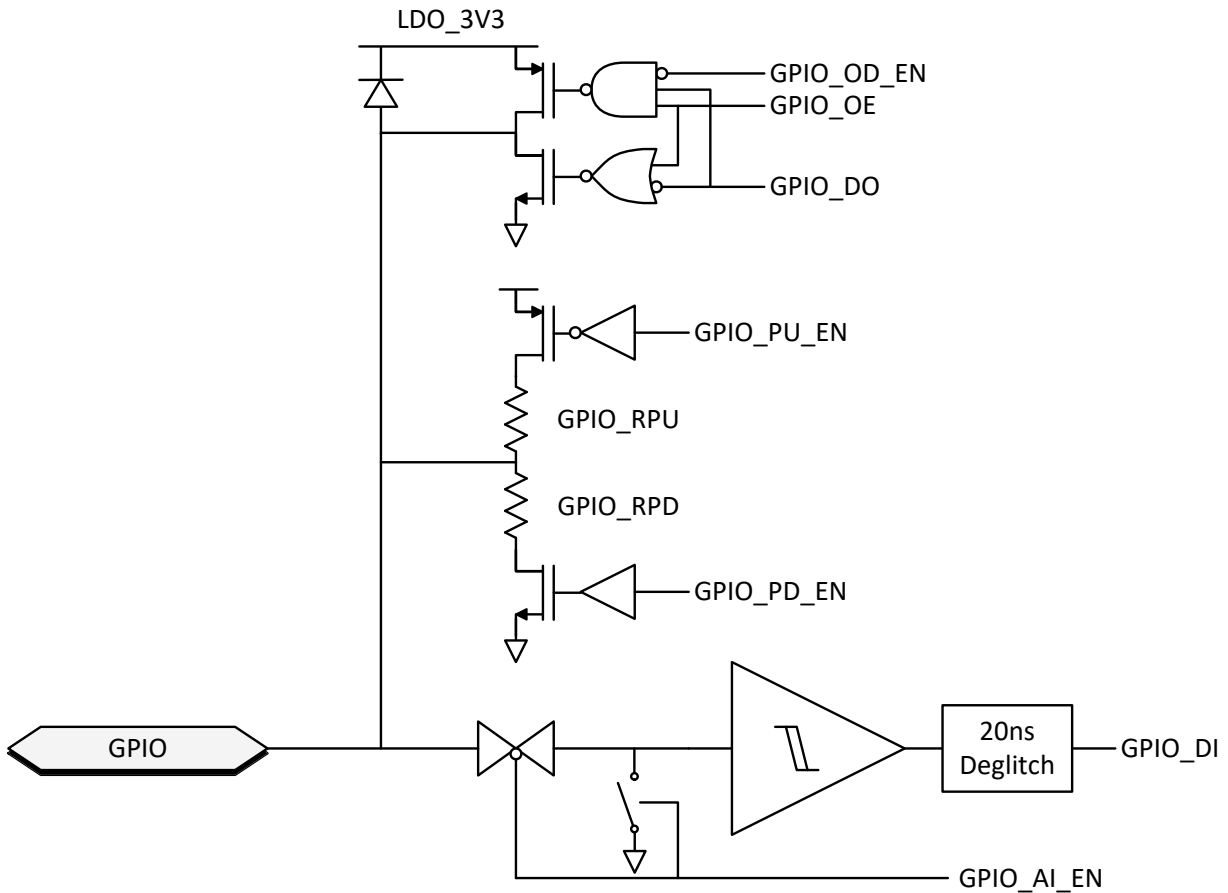 LDO_3V3
GPIO_OD_EN
GPIO_OE
GPIO_DO
GPIO_PU_EN
GPIO_RPU
GPIO_RPD
GPIO_PD_EN
GPIO
20ns
Deglitch
GPIO_DI
GPIO_AI_EN